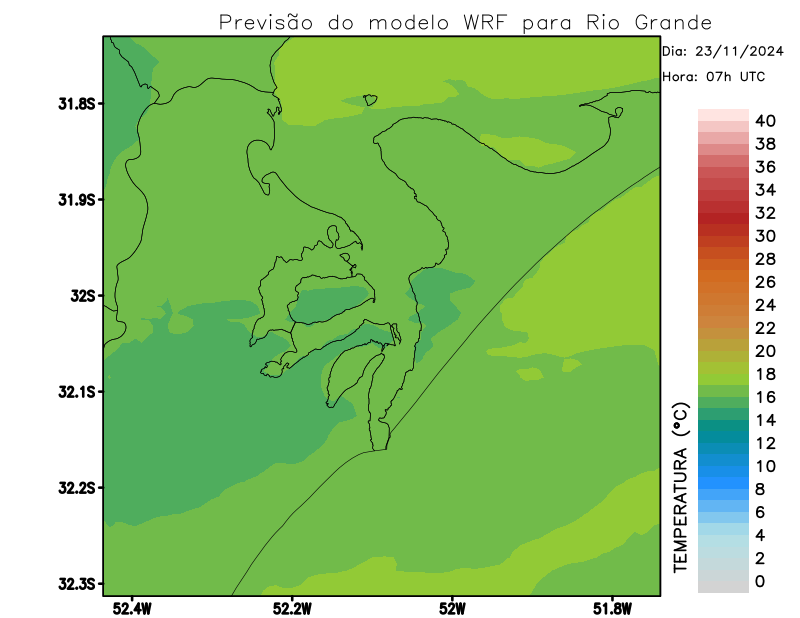 Previsão do modelo WRF para Rio Grande
Dia: 23/11/2024
Hora: 07h UTC
31.8S
31.9S
32S
32.1S
32.2S
32.3S
52.4W
52.2W
52W
51.8W
40
38
36
34
32
30
28
26
24
22
20
18
16
14
12
10
8
6
4
2
0
TEMPERATURA (°C)